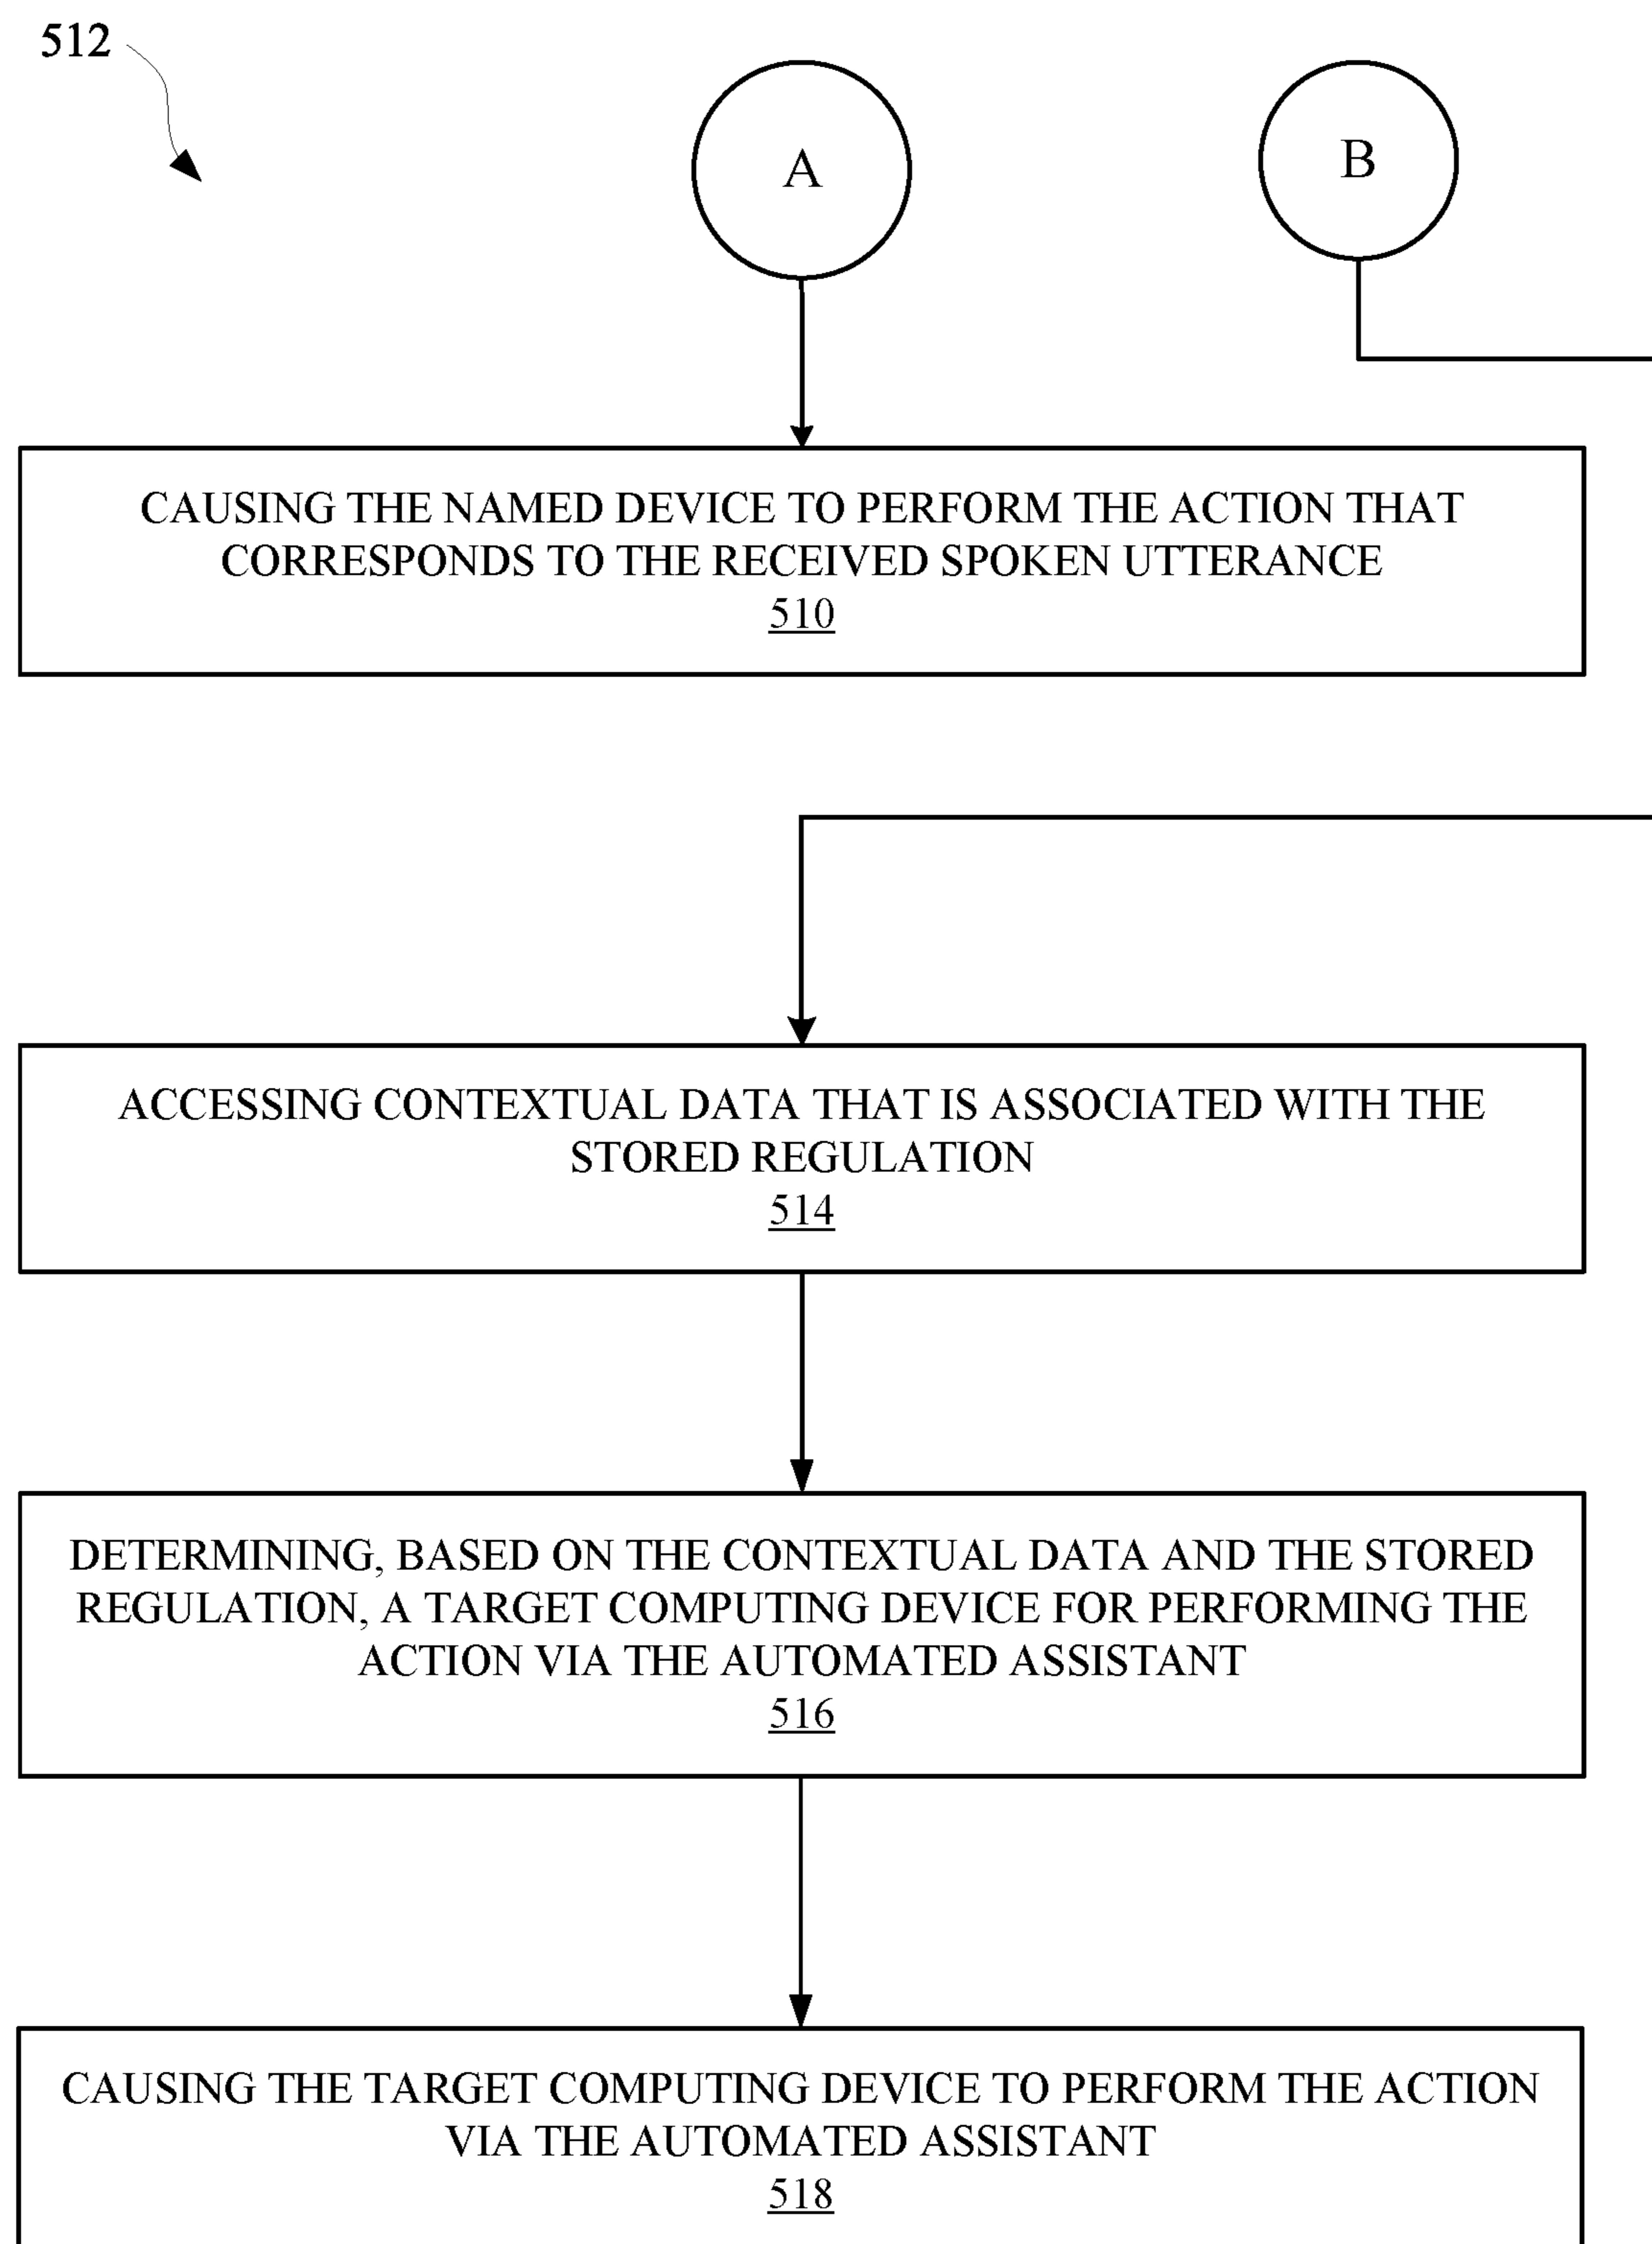 512
A
B
CAUSING THE NAMED DEVICE TO PERFORM THE ACTION THAT
CORRESPONDS TO THE RECEIVED SPOKEN UTTERANCE
510
ACCESSING CONTEXTUAL DATA THAT IS ASSOCIATED WITH THE
STORED REGULATION
514
DETERMINING, BASED ON THE CONTEXTUAL DATA AND THE STORED
REGULATION, A TARGET COMPUTING DEVICE FOR PERFORMING THE
ACTION VIA THE AUTOMATED ASSISTANT
516
CAUSING THE TARGET COMPUTING DEVICE TO PERFORM THE ACTION
VIA THE AUTOMATED ASSISTANT
518